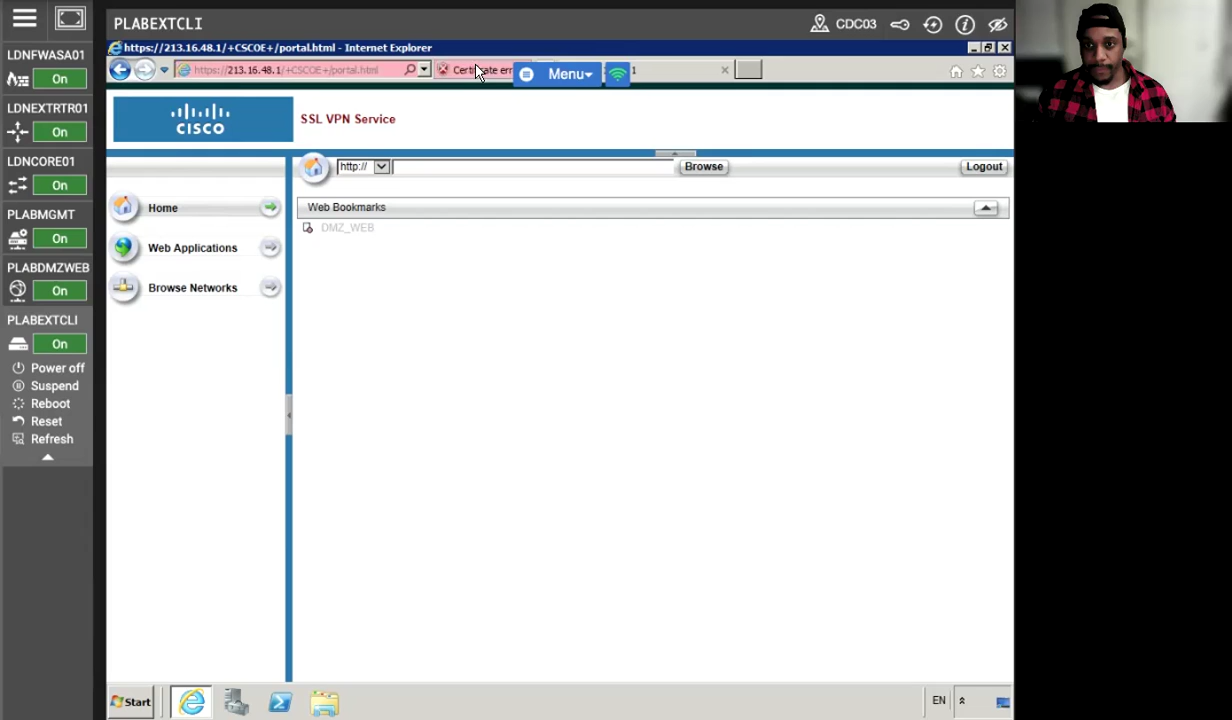 PLABEXTCLI
CDC03
LDNFWASA01
On
LDNEXTRTR01
On
LDNCORE01
On
PLABMGMT
On
PLABDMZWEB
On
PLABEXTCLI
On
Power off
Suspend
Reboot
Reset
Refresh
https://213.16.48.1/+CSCOE+/portal.html - Internet Explorer
https://213.16.48.1/+CSCOE+/portal.html
Menu
1
CISCO
SSL VPN Service
http://
Browse
Logout
Home
Web Applications
Browse Networks
Web Bookmarks
DMZ_WEB
Start
EN